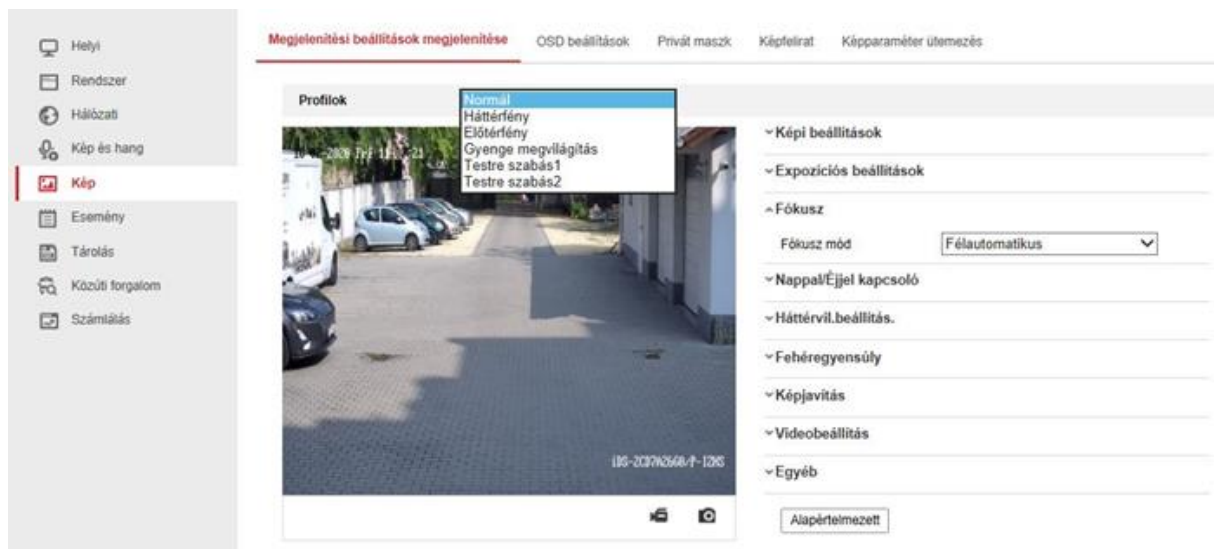 Helyi
Rendszer
Hálózati
Kép és hang
Kép
Esemény
Tárolás
Közúti forgalom
Számlálás
Megjelenítési beállítások megjelenítése OSD beállítások Privát maszk Képfelirat Képparaméter ütemezés
Profilok
Normál
Háttérfény
Előtérfény
Gyenge megvilágítás
Testre szabás1
Testre szabás2
Képi beállítások
Expozíciós beállítások
Fókusz
Fókusz mód Félautomatikus
Nappal/Éjjel kapcsoló
Háttérvil.beállítás.
Fehéregyensúly
Képjavítás
Videobeállítás
Egyéb
Alapértelmezett